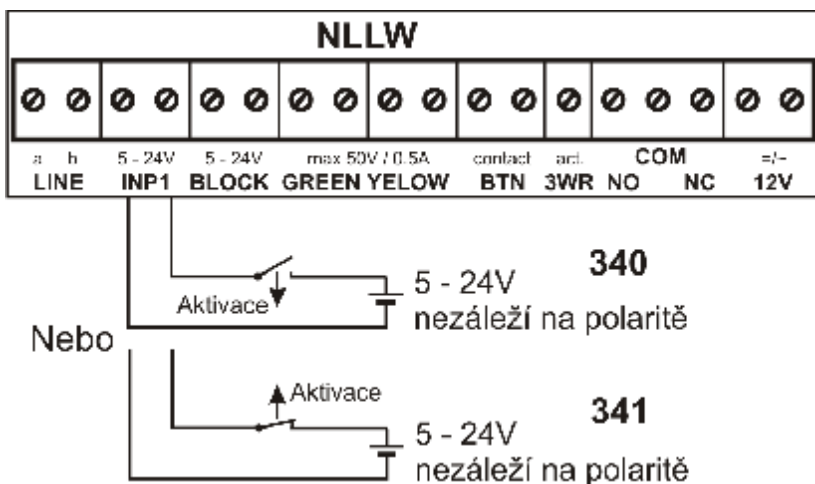 NLLW
a b 5 - 24V 5 - 24V max 50V / 0.5A contact act. COM =/~
LINE INP1 BLOCK GREEN YELOW BTN 3WR NO NC 12V
340
5 - 24V
Aktivace
nezáleží na polaritě
Nebo
Aktivace
341
5 - 24V
nezáleží na polaritě